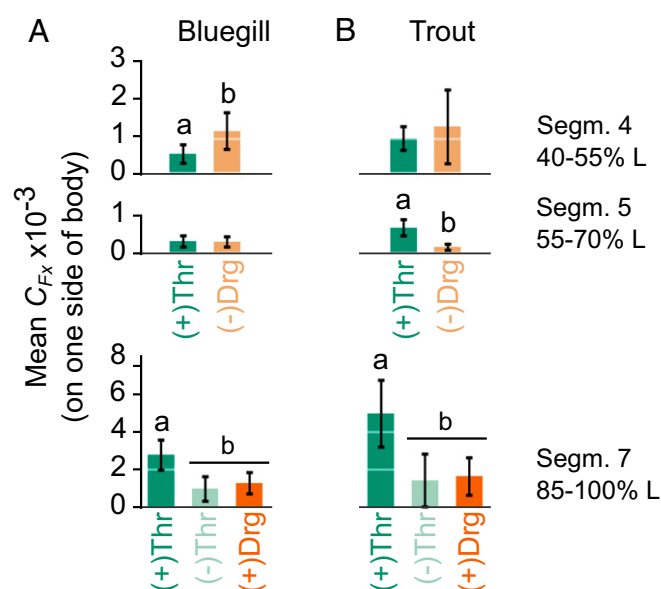 A Bluegill B Trout
Mean C_Fx x10^-3
(on one side of body)
3
2
1
0
a
b
Segm. 4
40-55% L
1
0
a
b
Segm. 5
55-70% L
(+)Thr
(-)Drg
(+)Thr
(-)Drg
8
6
4
2
0
a
b
a
b
Segm. 7
85-100% L
(+)Thr
(-)Thr
(+)Drg
(+)Thr
(-)Thr
(+)Drg